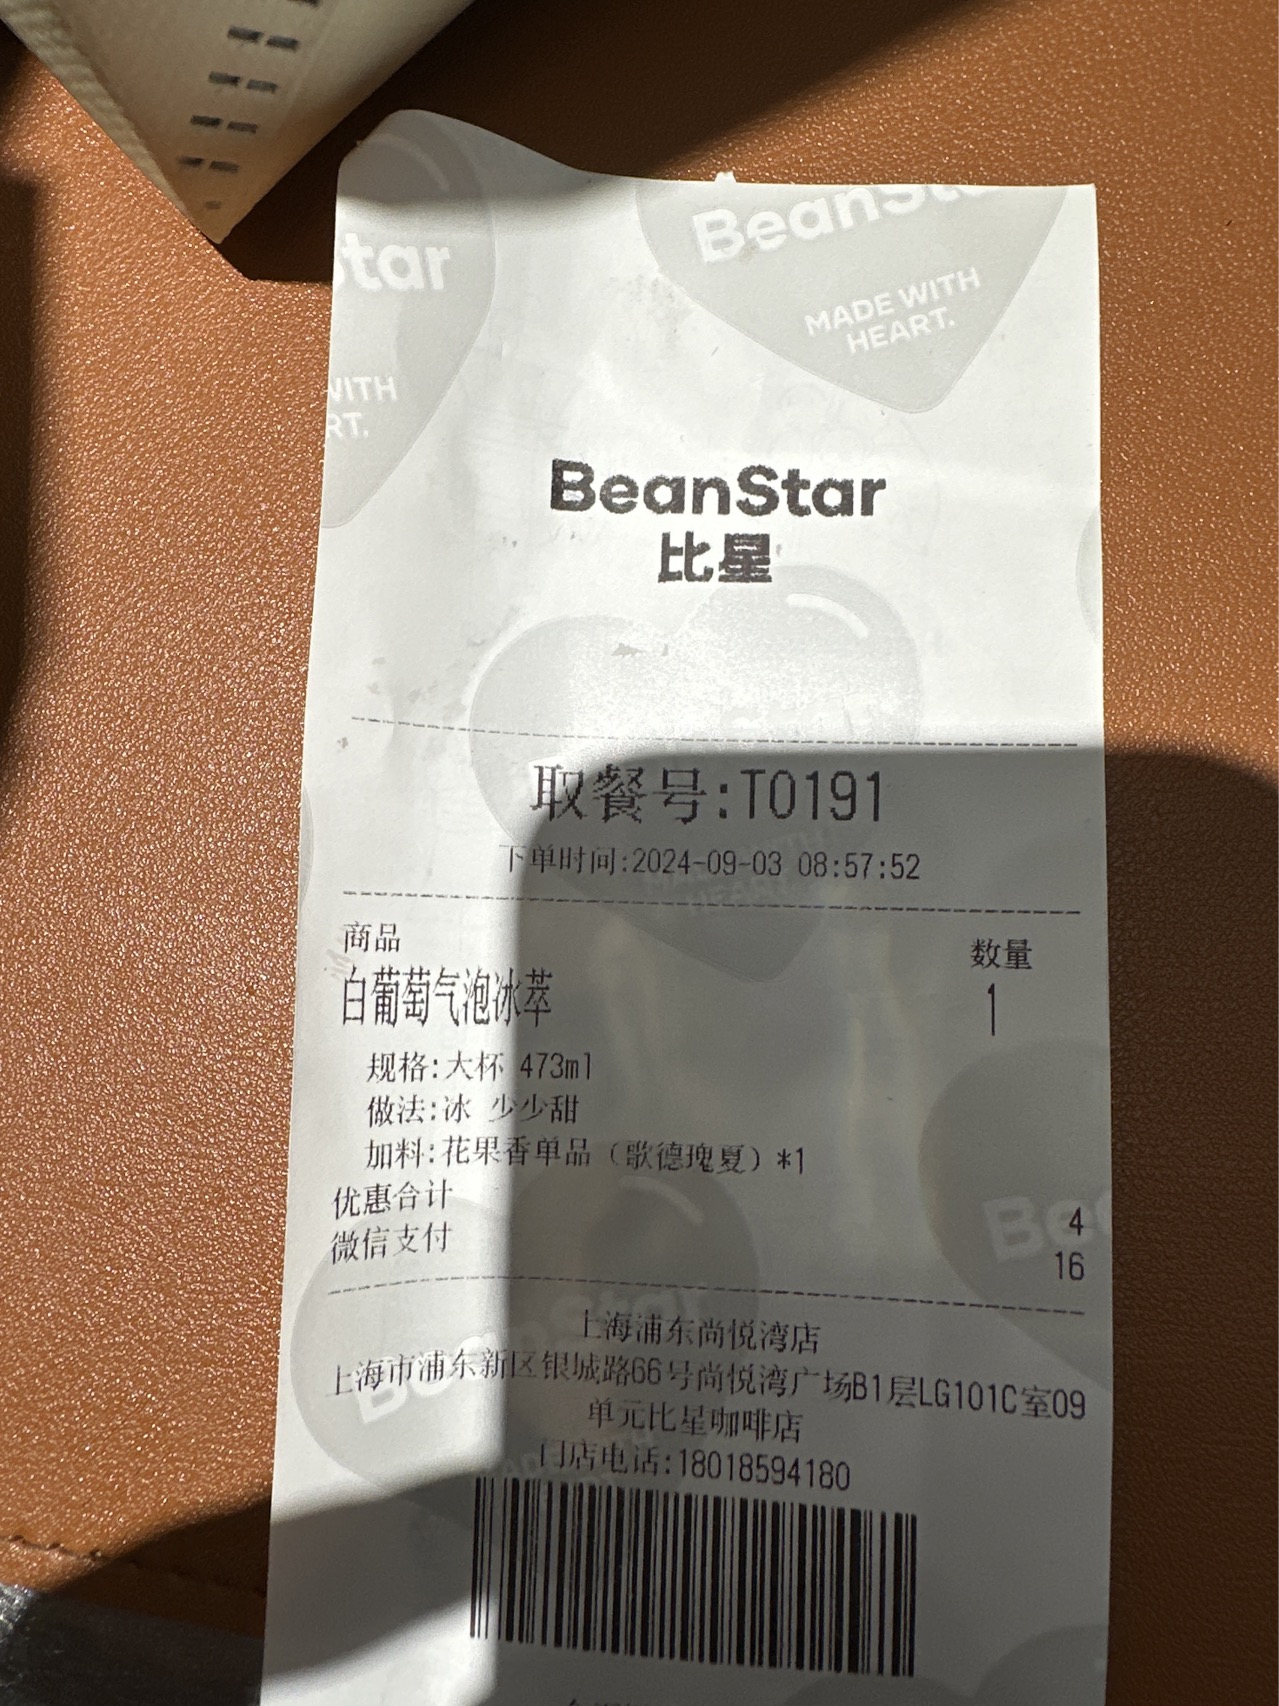 BeanSt
MADE WITH
HEART.
Star
WITH
RT.
BeanStar
比星
取餐号:T0191
下单时间:2024-09-03 08:57:52
商品 数量
白葡萄气泡冰萃 1
规格:大杯 473ml
做法:冰 少少甜
加料:花果香单品（歌德瑰夏）*1
优惠合计 4
微信支付 16
上海浦东尚悦湾店
上海市浦东新区银城路66号尚悦湾广场B1层LG101C室09
单元比星咖啡店
门店电话:18018594180